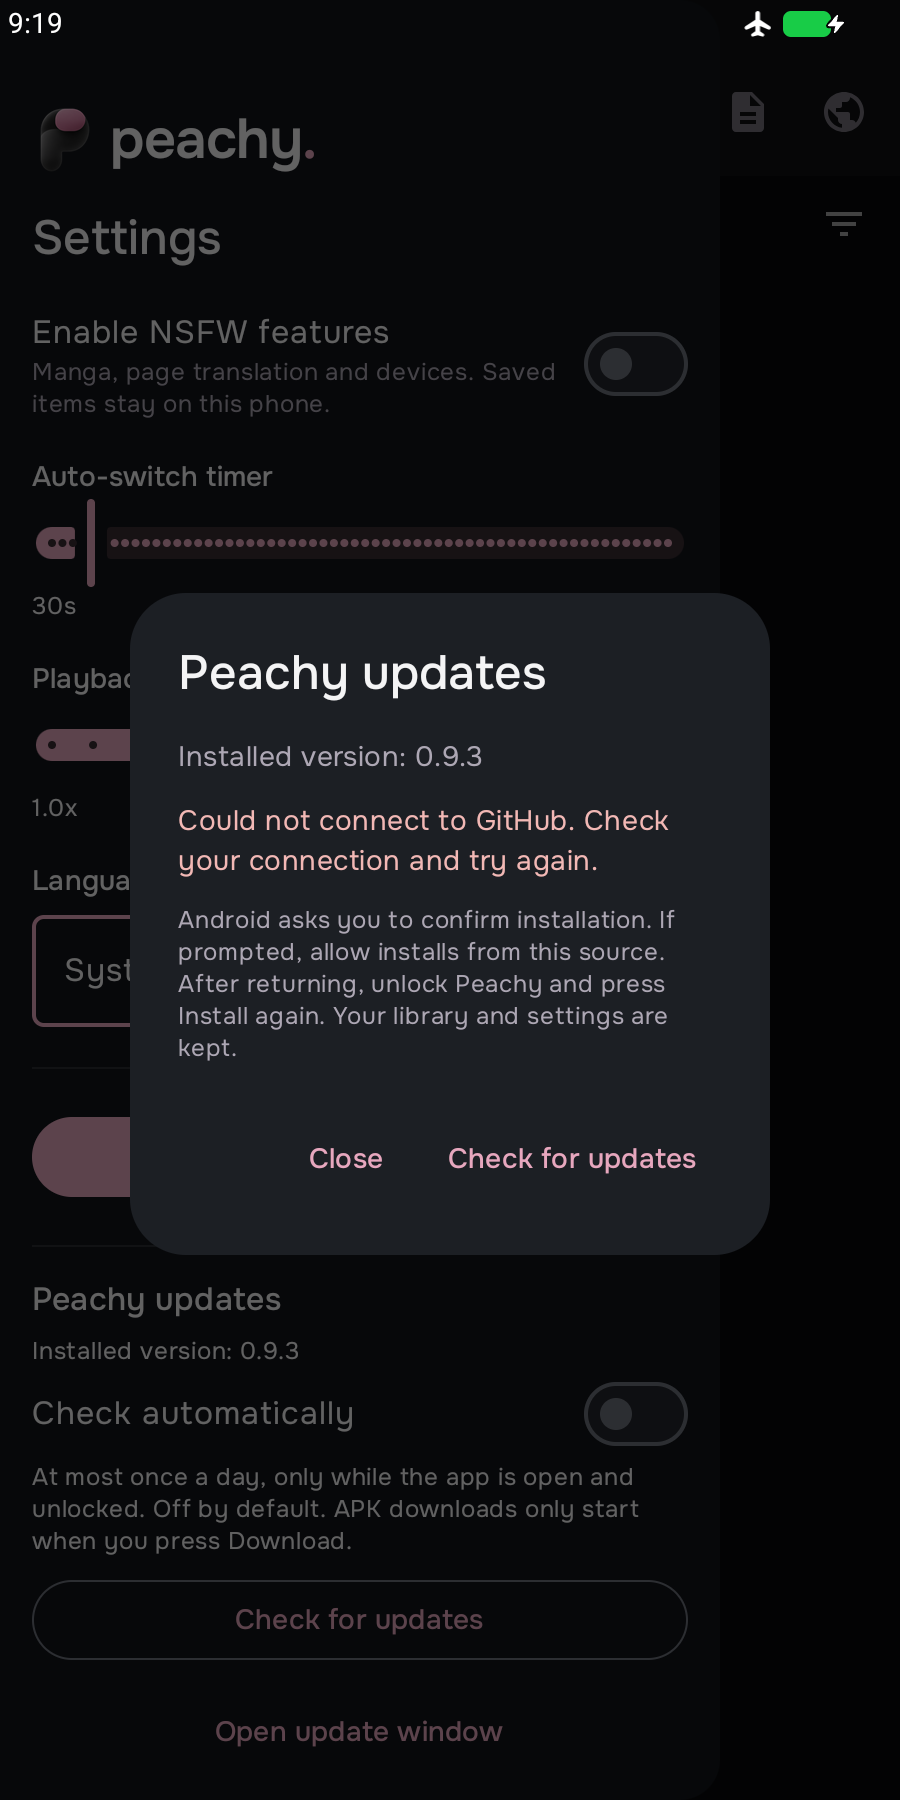 9:19
peachy.
Settings
Enable NSFW features
Manga, page translation and devices. Saved
items stay on this phone.
Auto-switch timer
30s
Peachy updates
Installed version: 0.9.3
Could not connect to GitHub. Check
your connection and try again.
Android asks you to confirm installation. If
prompted, allow installs from this source.
After returning, unlock Peachy and press
Install again. Your library and settings are
kept.
Close
Check for updates
1.0x
Peachy updates
Installed version: 0.9.3
Check automatically
At most once a day, only while the app is open and
unlocked. Off by default. APK downloads only start
when you press Download.
Check for updates
Open update window